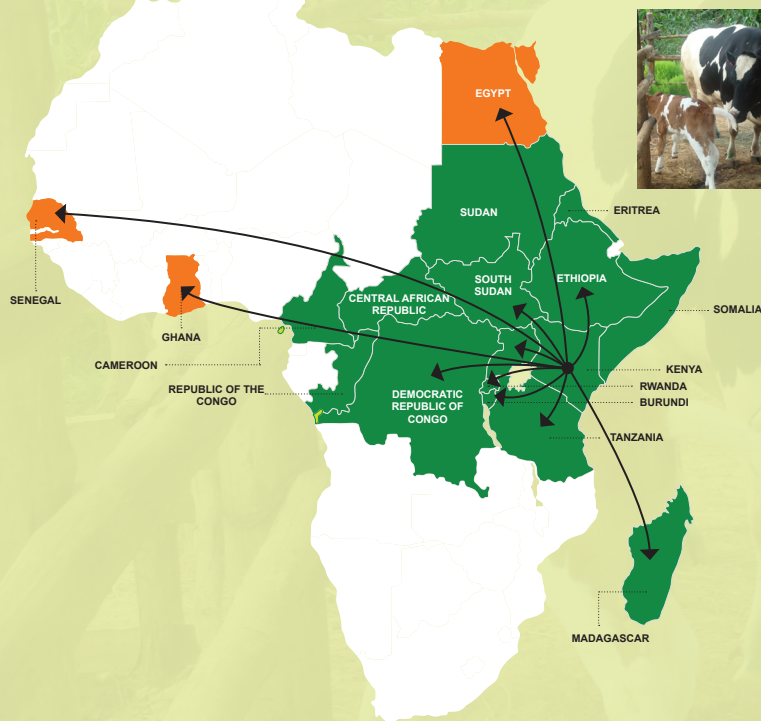 EGYPT
SUDAN
ERITREA
SENEGAL
SOUTH
SUDAN
ETHIOPIA
CENTRAL AFRICAN
REPUBLIC
SOMALIA
GHANA
CAMEROON
KENYA
REPUBLIC OF THE
CONGO
RWANDA
DEMOCRATIC
REPUBLIC OF
CONGO
BURUNDI
TANZANIA
MADAGASCAR